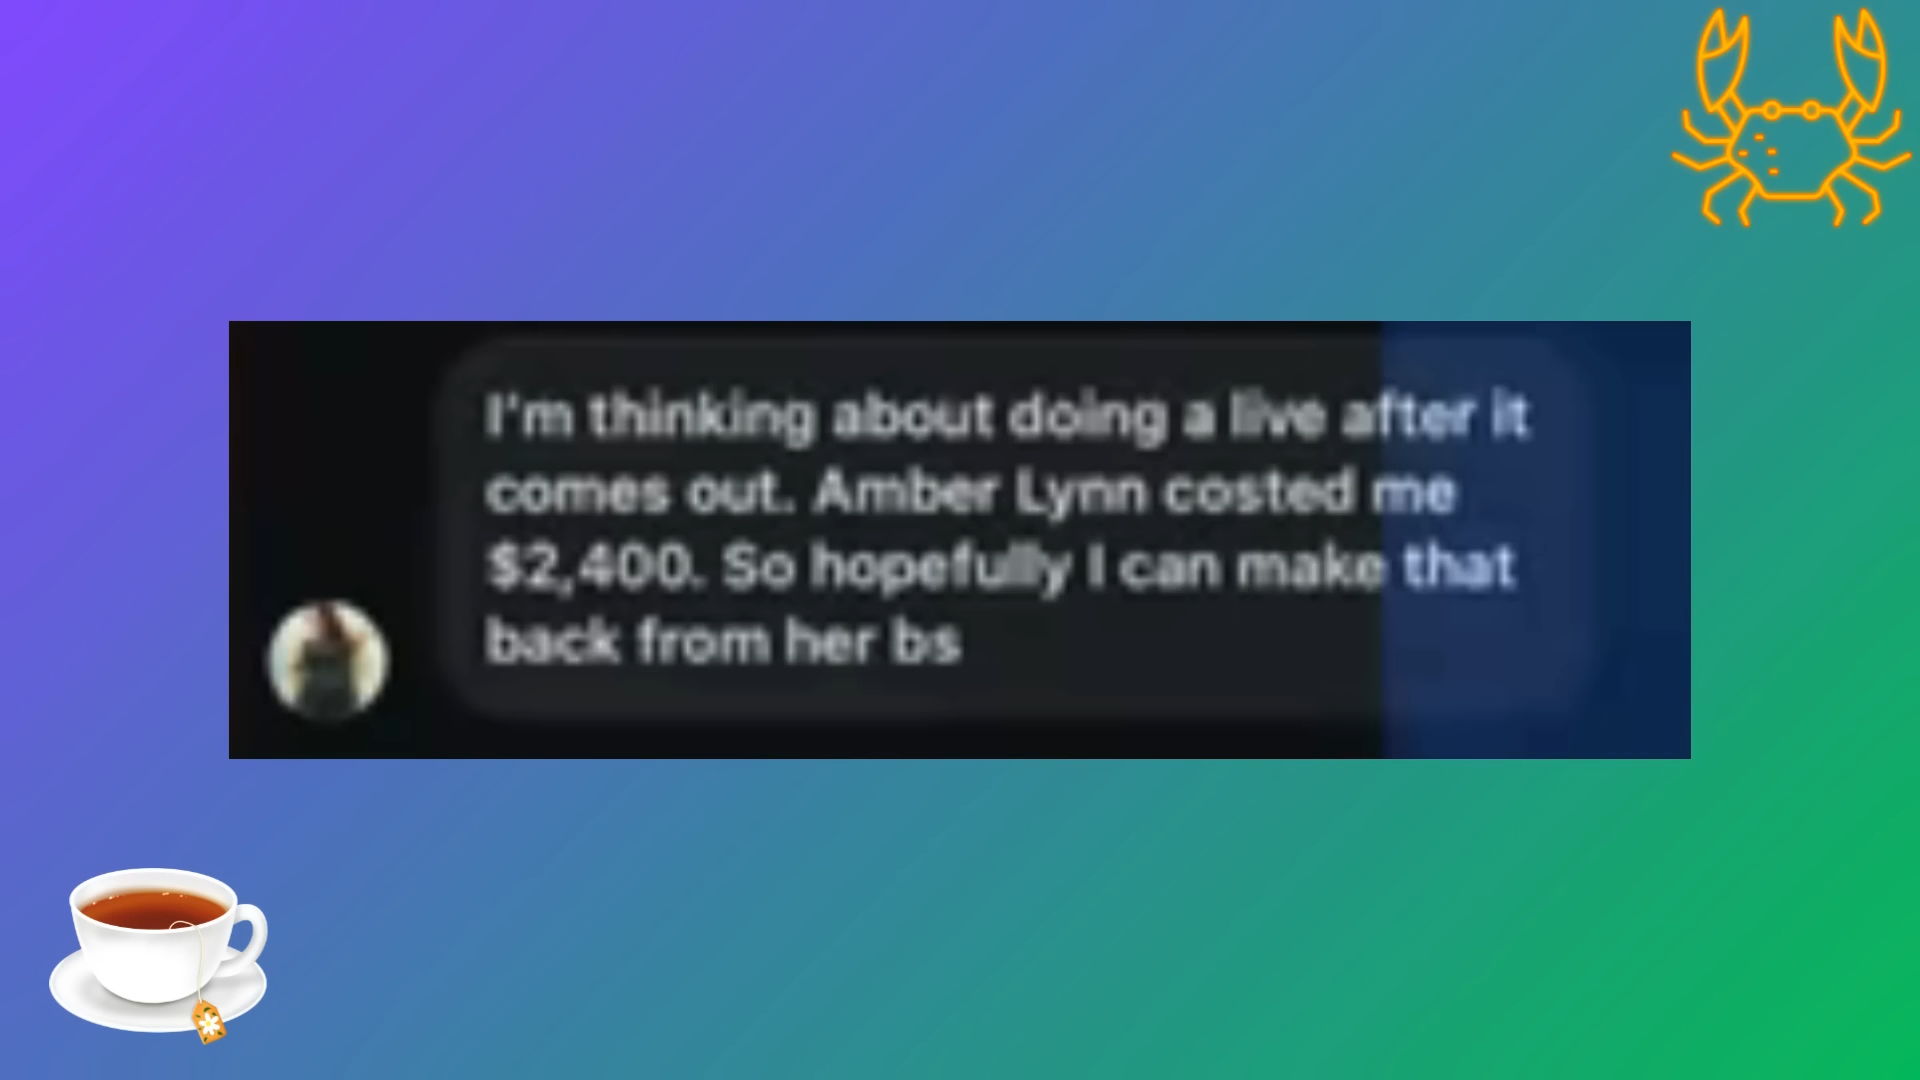 I'm thinking about doing a live after it
comes out. Amber Lynn costed me
$2,400. So hopefully I can make that
back from her bs